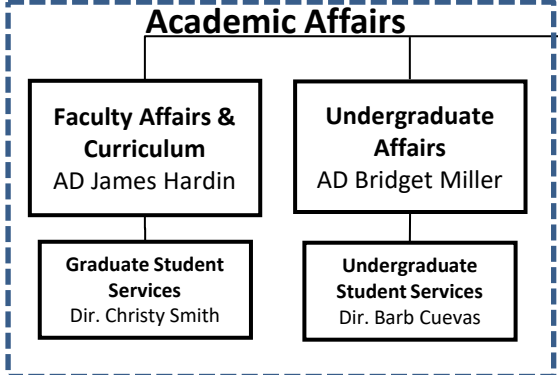 Academic Affairs
Faculty Affairs &
Curriculum
AD James Hardin
Undergraduate
Affairs
AD Bridget Miller
Graduate Student
Services
Dir. Christy Smith
Undergraduate
Student Services
Dir. Barb Cuevas